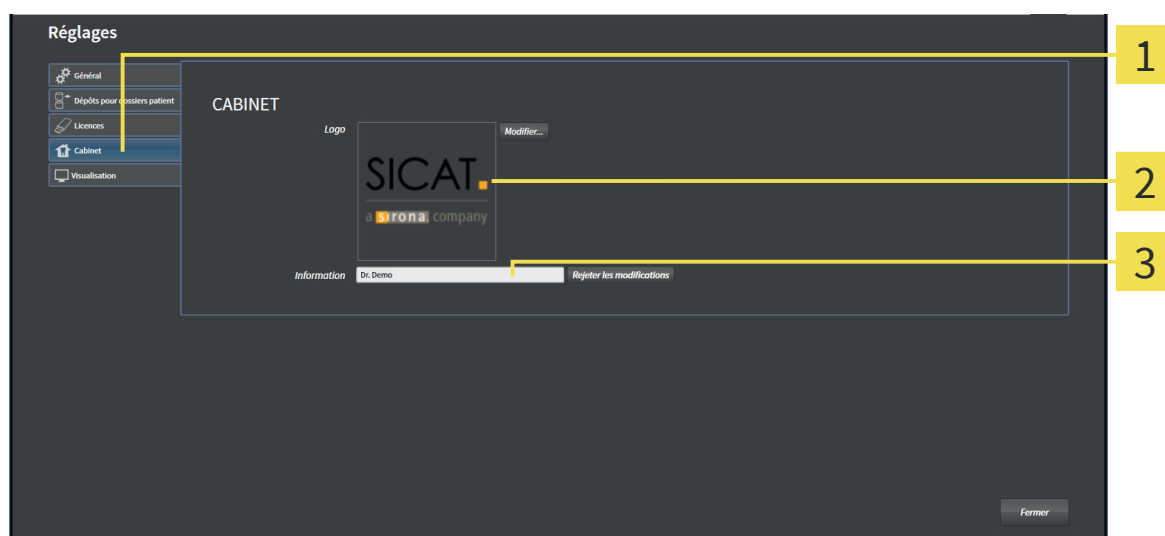 Réglages
1
Général
Dépôts pour dossiers patient
CABINET
Logo
Modifier...
Licences
Cabinet
Visualisation
SICAT.
2
a sirona. company
3
Information
Dr. Demo
Rejeter les modifications
Fermer